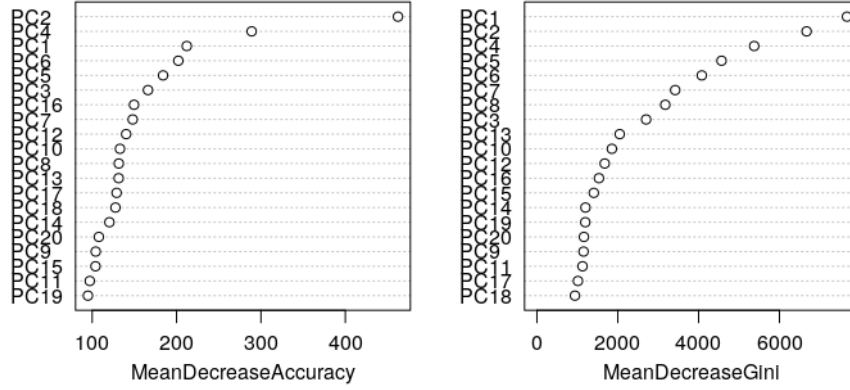 PC2
PC4
PC1
PC6
PC5
PC3
PC16
PC7
PC12
PC10
PC8
PC13
PC17
PC18
PC14
PC20
PC9
PC15
PC11
PC19
100 200 300 400
MeanDecreaseAccuracy
PC1
PC2
PC4
PC5
PC6
PC7
PC8
PC3
PC13
PC10
PC12
PC16
PC15
PC14
PC19
PC20
PC9
PC11
PC17
PC18
0 2000 4000 6000
MeanDecreaseGini